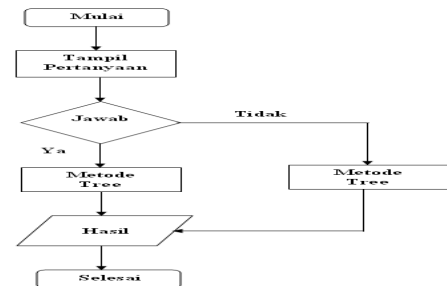 Mulai
Tampil
Pertanyaan
Jawab
Tidak
Ya
Metode
Tree
Metode
Tree
Hasil
Selesai